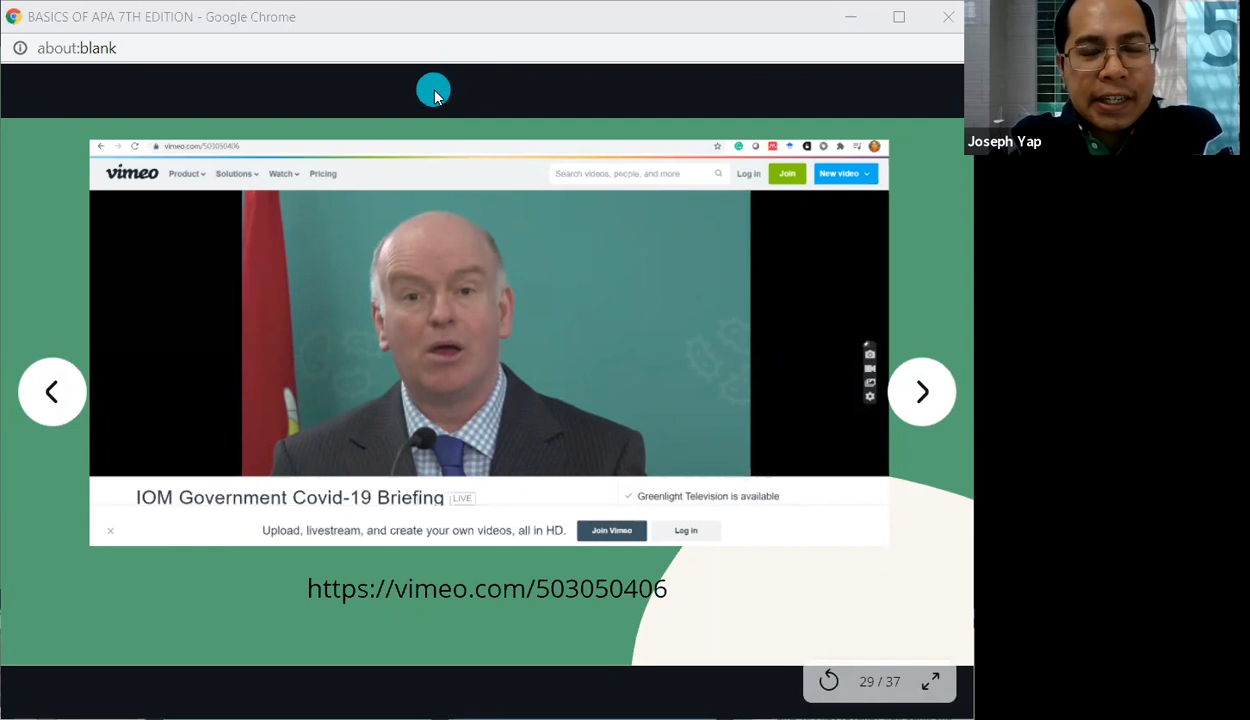 BASICS OF APA 7TH EDITION - Google Chrome
about:blank
5
Joseph Yap
vimeo.com/503050406
vimeo Product Solutions Watch Pricing Search videos, people, and more Log in Join New video
IOM Government Covid-19 Briefing LIVE
Greenlight Television is available
Upload, livestream, and create your own videos, all in HD. Join Vimeo Log in
https://vimeo.com/503050406
29 / 37